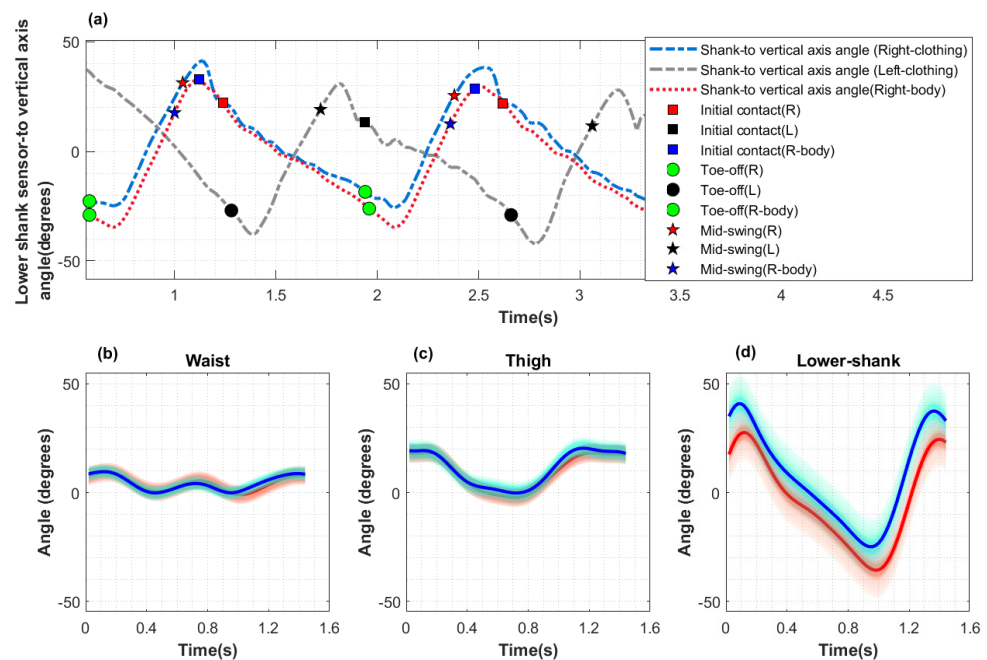 (a)
Lower shank sensor-to vertical axis
angle(degrees)
50
0
-50
1
1.5
2
2.5
3
3.5
4
4.5
Time(s)
Shank-to vertical axis angle (Right-clothing)
Shank-to vertical axis angle (Left-clothing)
Shank-to vertical axis angle(Right-body)
Initial contact(R)
Initial contact(L)
Initial contact(R-body)
Toe-off(R)
Toe-off(L)
Toe-off(R-body)
Mid-swing(R)
Mid-swing(L)
Mid-swing(R-body)
(b)
Waist
Angle (degrees)
50
0
-50
0
0.4
0.8
1.2
1.6
Time(s)
(c)
Thigh
Angle (degrees)
50
0
-50
0
0.4
0.8
1.2
1.6
Time(s)
(d)
Lower-shank
Angle (degrees)
50
0
-50
0
0.4
0.8
1.2
1.6
Time(s)